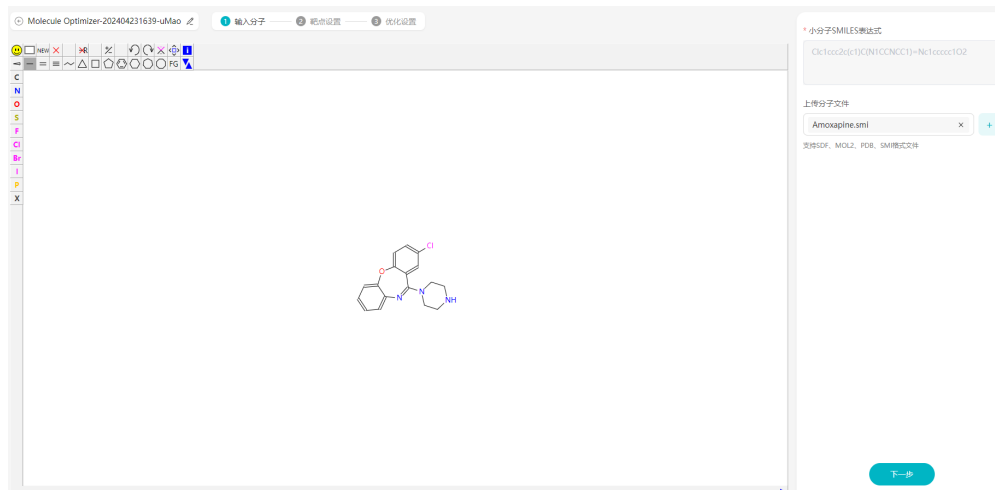 Molecule Optimizer-202404231639-uMao
1 输入分子 2 靶点设置 3 优化设置
* 小分子SMILES表达式
Clc1ccc2c(c1)C(N1CCNCC1)=Nc1ccccc1O2
上传分子文件
Amoxapine.smi × +
支持SDF、MOL2、PDB、SMI格式文件
NEW
FG
C
N
O
S
F
Cl
Br
I
P
X
Cl
O
N
N
NH
下一步